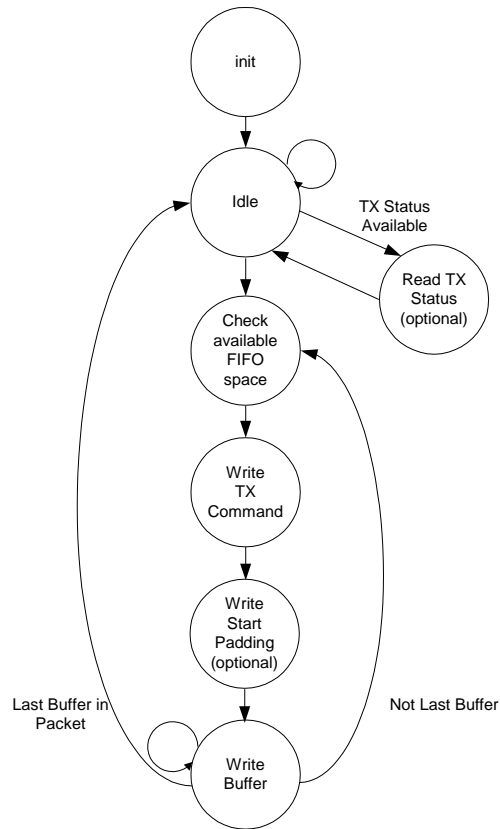 init
Idle
TX Status
Available
Read TX
Status
(optional)
Check
available
FIFO
space
Write
TX
Command
Write
Start
Padding
(optional)
Last Buffer in
Packet
Not Last Buffer
Write
Buffer